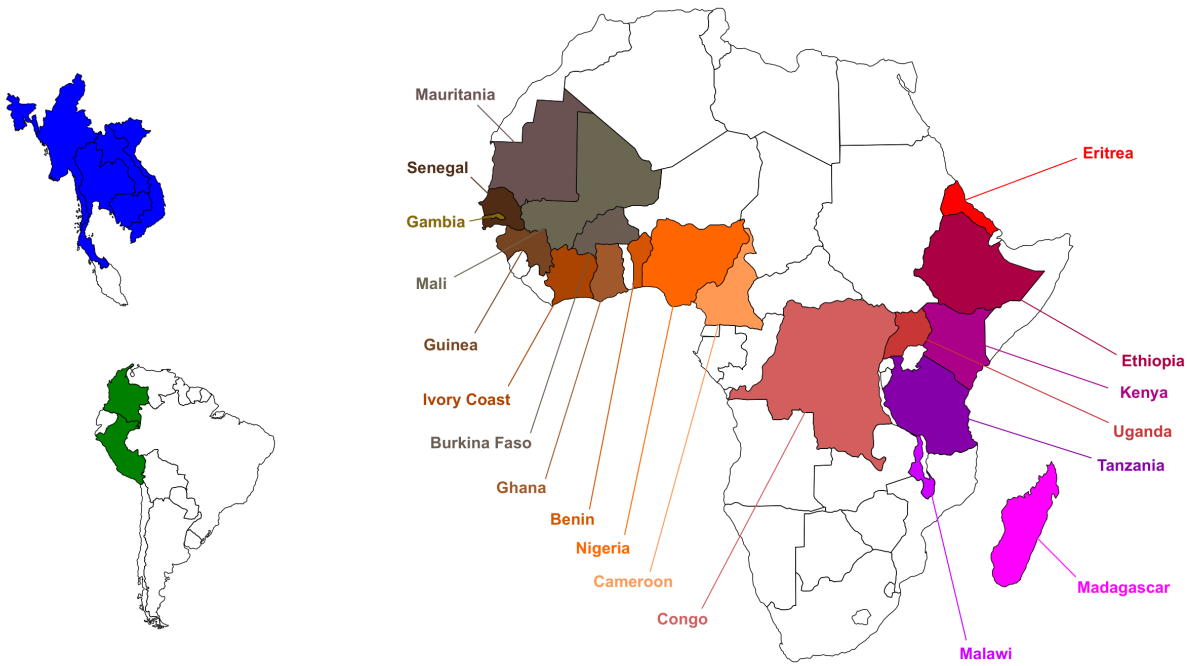 Mauritania
Eritrea
Senegal
Gambia
Mali
Guinea
Ethiopia
Ivory Coast
Kenya
Burkina Faso
Uganda
Tanzania
Ghana
Benin
Nigeria
Cameroon
Madagascar
Congo
Malawi